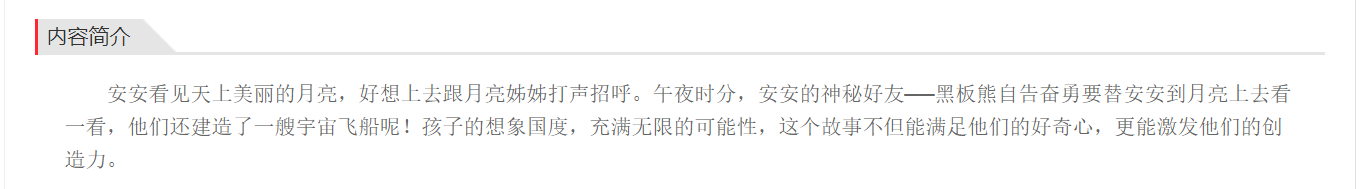 内容简介
安安看见天上美丽的月亮，好想上去跟月亮姊姊打声招呼。午夜时分，安安的神秘好友——黑板熊自告奋勇要替安安到月亮上去看
一看，他们还建造了一艘宇宙飞船呢！孩子的想象国度，充满无限的可能性，这个故事不但能满足他们的好奇心，更能激发他们的创
造力。